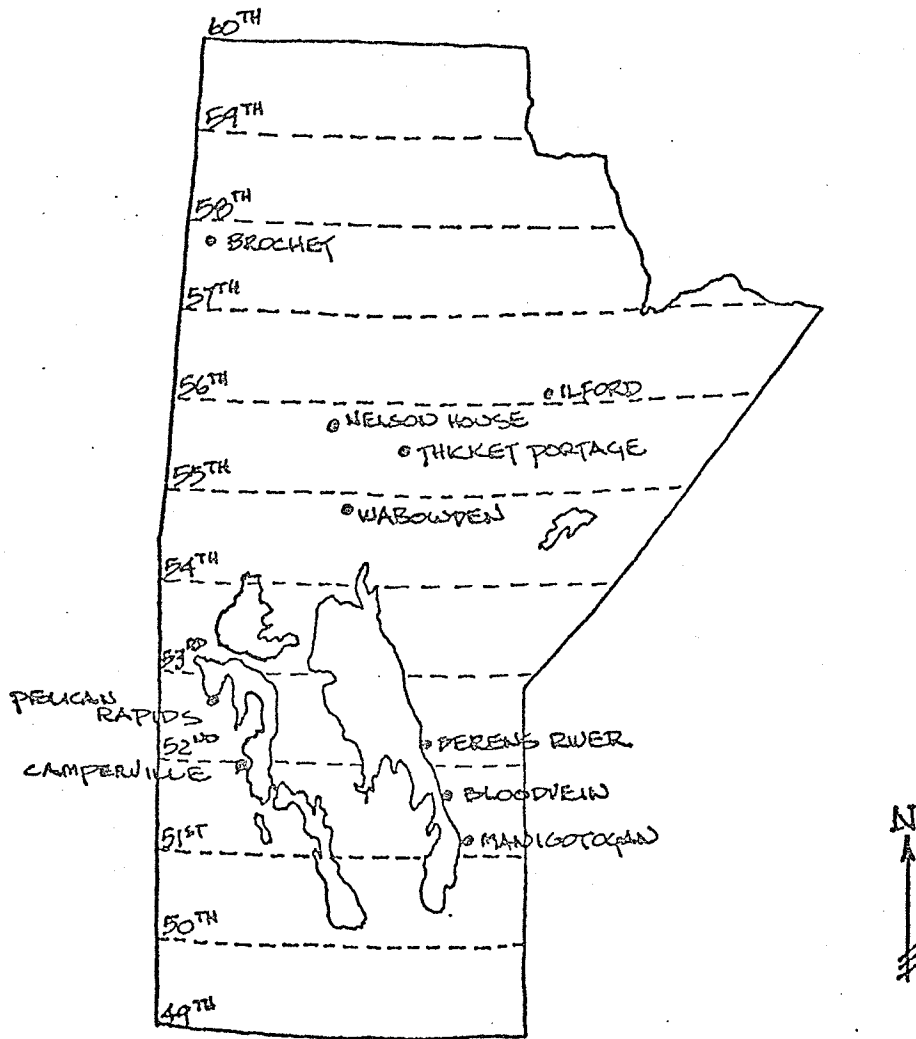 60TH
59TH
58TH
BROCHET
57TH
56TH
ILFORD
NELSON HOUSE
THICKET PORTAGE
55TH
WABOWDEN
54TH
53RD
PELICAN
RAPIDS
52ND
BERENS RIVER
CAMPERVILLE
BLOODVEIN
51ST
MANIGOTOGAN
50TH
49TH
N